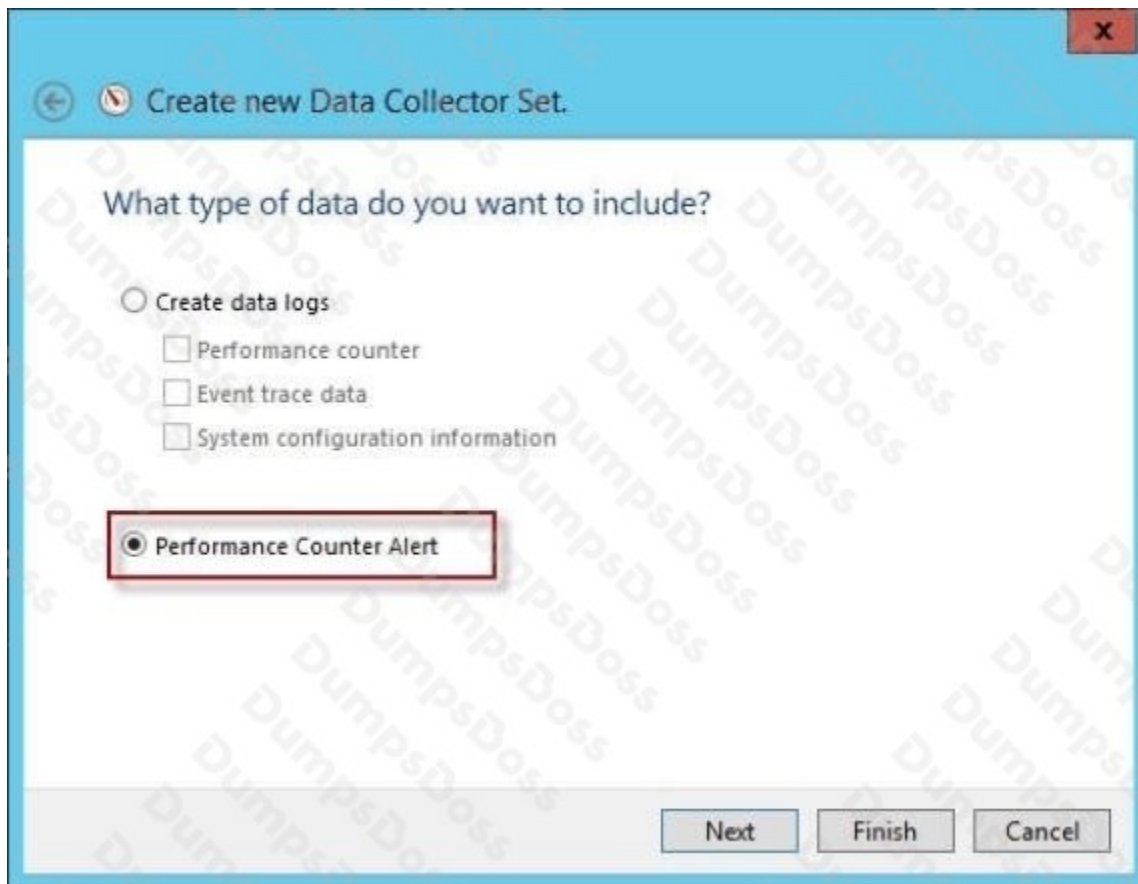 Create new Data Collector Set.
What type of data do you want to include?
Create data logs
Performance counter
Event trace data
System configuration information
Performance Counter Alert
Next Finish Cancel
DumpsDoss